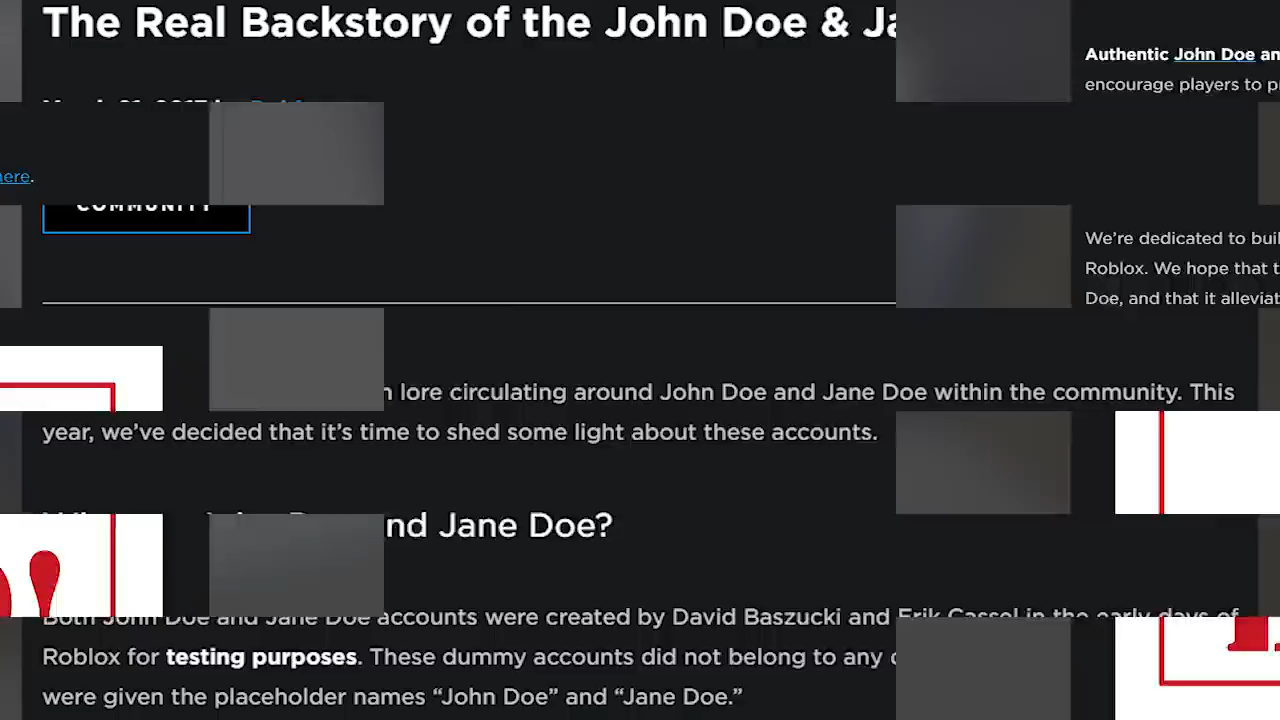 The Real Backstory of the John Doe &
Authentic John Doe
encourage players to
here.
COMMUNITY
We're dedicated to
Roblox. We hope that
Doe, and that it
lore circulating around John Doe and Jane Doe within the community. This
year, we've decided that it's time to shed some light about these accounts.
and Jane Doe?
Both John Doe and Jane Doe accounts were created by David Baszucki and Erik Cassel in the early days of
Roblox for testing purposes. These dummy accounts did not belong to any
were given the placeholder names “John Doe” and “Jane Doe.”